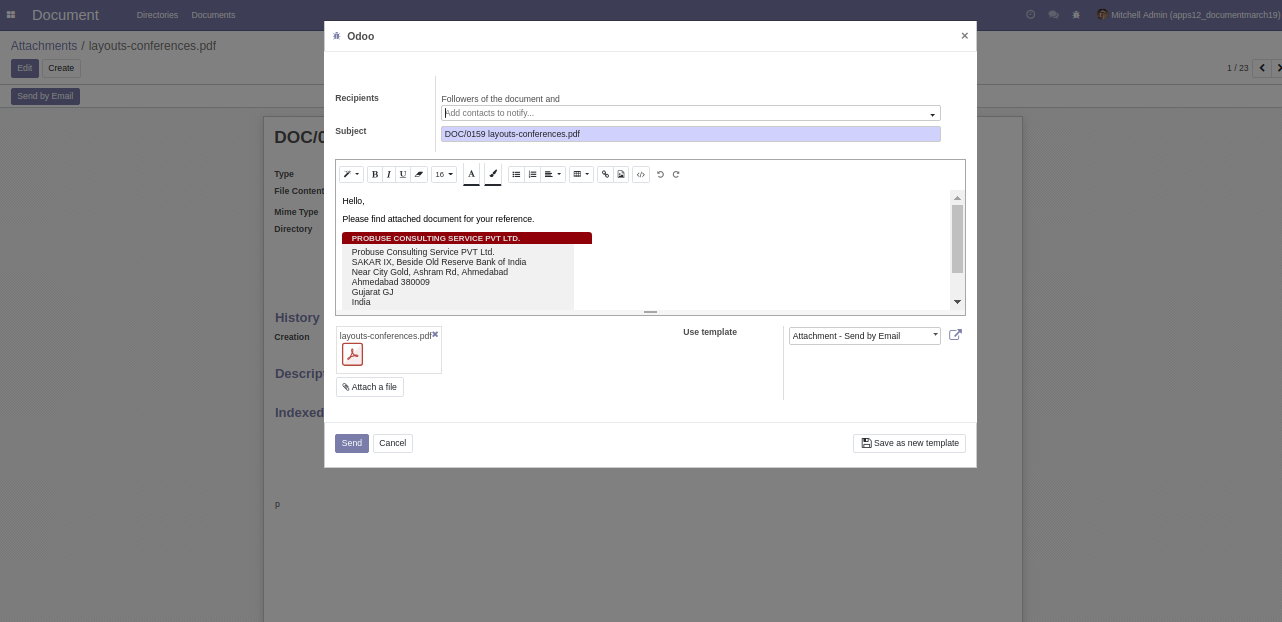 Document
Directories
Documents
Mitchell Admin (apps12_documentmarch19)
Attachments / layouts-conferences.pdf
Edit
Create
1 / 23
Send by Email
DOC/0
Type
File Content
Mime Type
Directory
History
Creation
Descrip
Indexed
p
Odoo
×
Recipients
Followers of the document and
Add contacts to notify...
Subject
DOC/0159 layouts-conferences.pdf
B I U 16 A </>
Hello,
Please find attached document for your reference.
PROBUSE CONSULTING SERVICE PVT LTD.
Probuse Consulting Service PVT Ltd.
SAKAR IX, Beside Old Reserve Bank of India
Near City Gold, Ashram Rd, Ahmedabad
Ahmedabad 380009
Gujarat GJ
India
layouts-conferences.pdf
Attach a file
Use template
Attachment - Send by Email
Send
Cancel
Save as new template